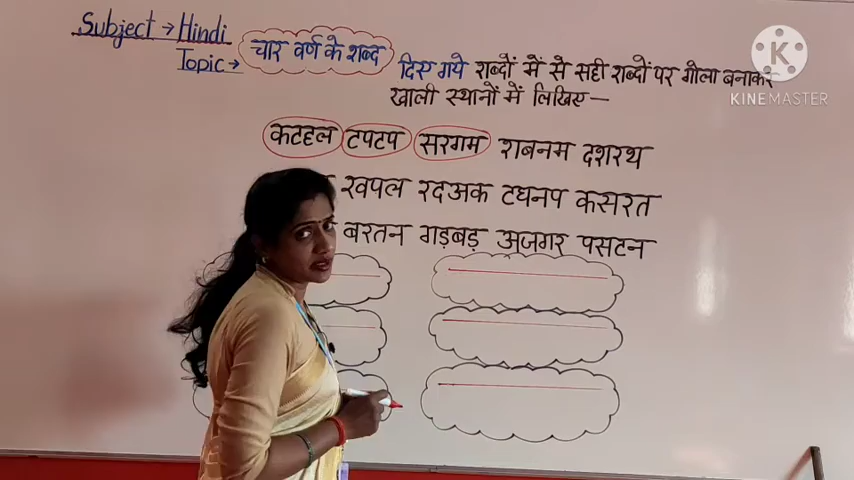 Subject → Hindi
Topic → चार वर्ण के शब्द
दिए गये शब्दों में से सही शब्दों पर गोला बनाकर
खाली स्थानों में लिखिए —
कटहल टपटप सरगम शबनम दशरथ
खपल रदअक टघनप कसरत
बरतन गड़बड़ अजगर पसटन
K
KINEMASTER